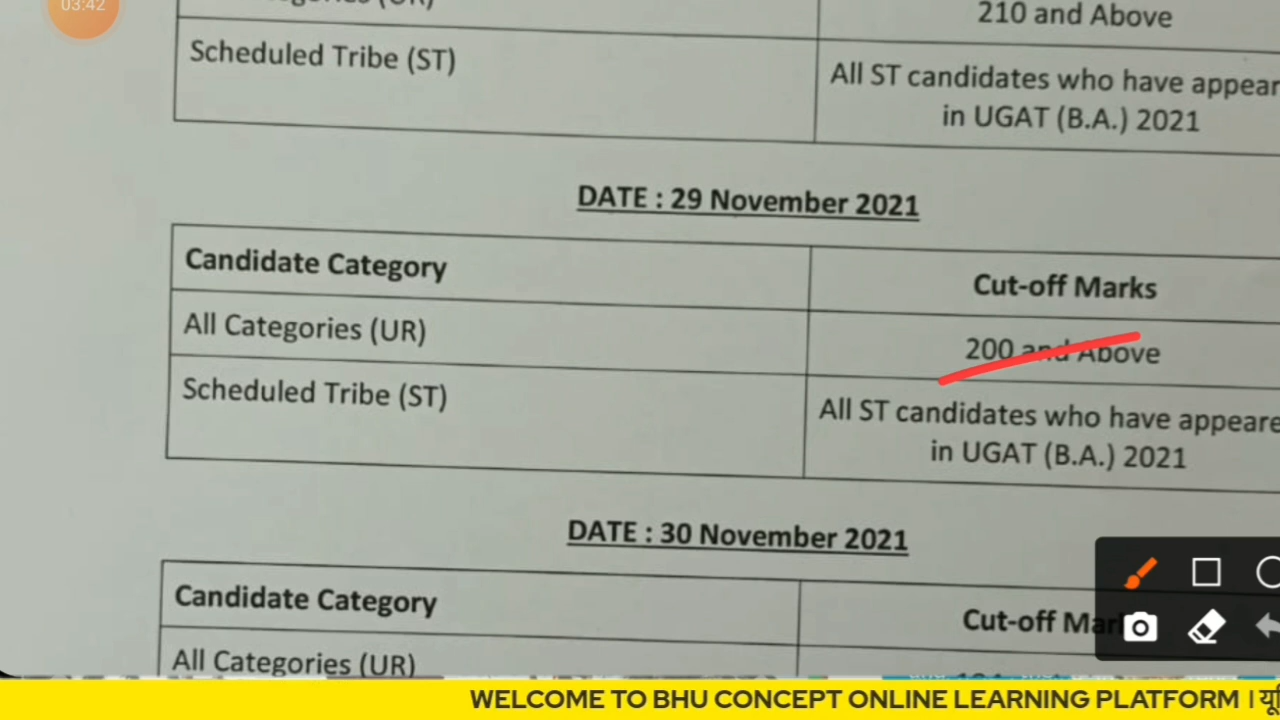 03:42
210 and Above
Scheduled Tribe (ST)
All ST candidates who have
in UGAT (B.A.) 2021
DATE : 29 November 2021
Candidate Category
Cut-off Marks
All Categories (UR)
200 and Above
Scheduled Tribe (ST)
All ST candidates who have
in UGAT (B.A.) 2021
DATE : 30 November 2021
Candidate Category
Cut-off
All Categories (UR)
WELCOME TO BHU CONCEPT ONLINE LEARNING PLATFORM ।